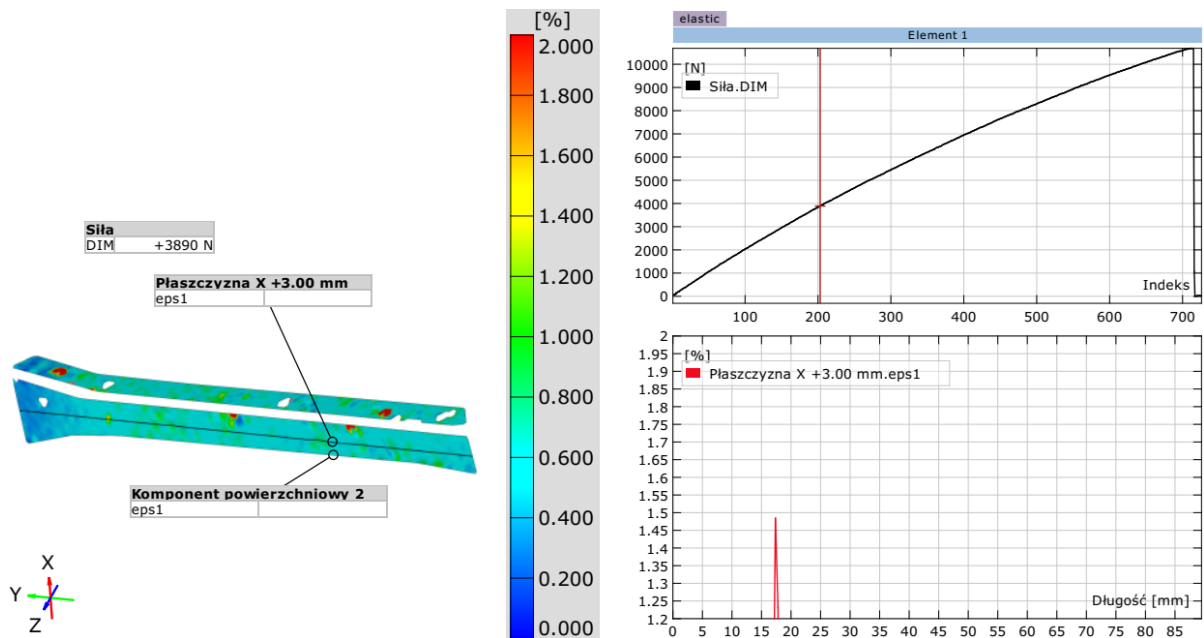 [%]
2.000
1.800
1.600
1.400
1.200
1.000
0.800
0.600
0.400
0.200
0.000
Siła
DIM +3890 N
Płaszczyzna X +3.00 mm
eps1
Komponent powierzchniowy 2
eps1
X
Y
Z
elastic
Element 1
[N]
Siła.DIM
10000
9000
8000
7000
6000
5000
4000
3000
2000
1000
0
Indeks
100 200 300 400 500 600 700
[%]
Płaszczyzna X +3.00 mm.eps1
2
1.95
1.9
1.85
1.8
1.75
1.7
1.65
1.6
1.55
1.5
1.45
1.4
1.35
1.3
1.25
1.2
Długość [mm]
0 5 10 15 20 25 30 35 40 45 50 55 60 65 70 75 80 85